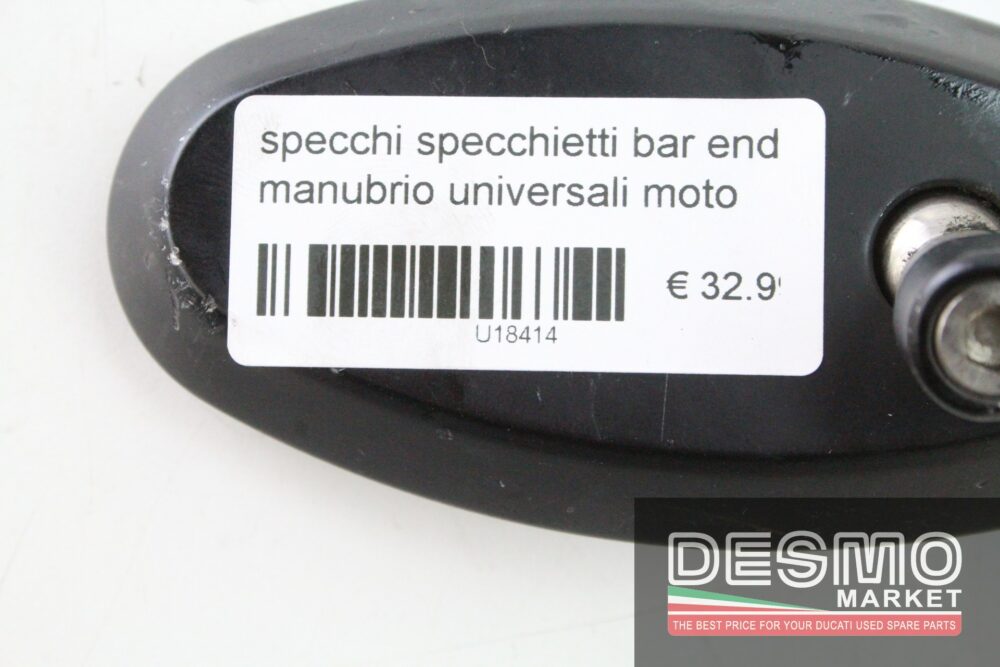 specchi specchietti bar end
manubrio universali moto
€ 32.9
U18414
DESMO
MARKET
THE BEST PRICE FOR YOUR DUCATI USED SPARE PARTS